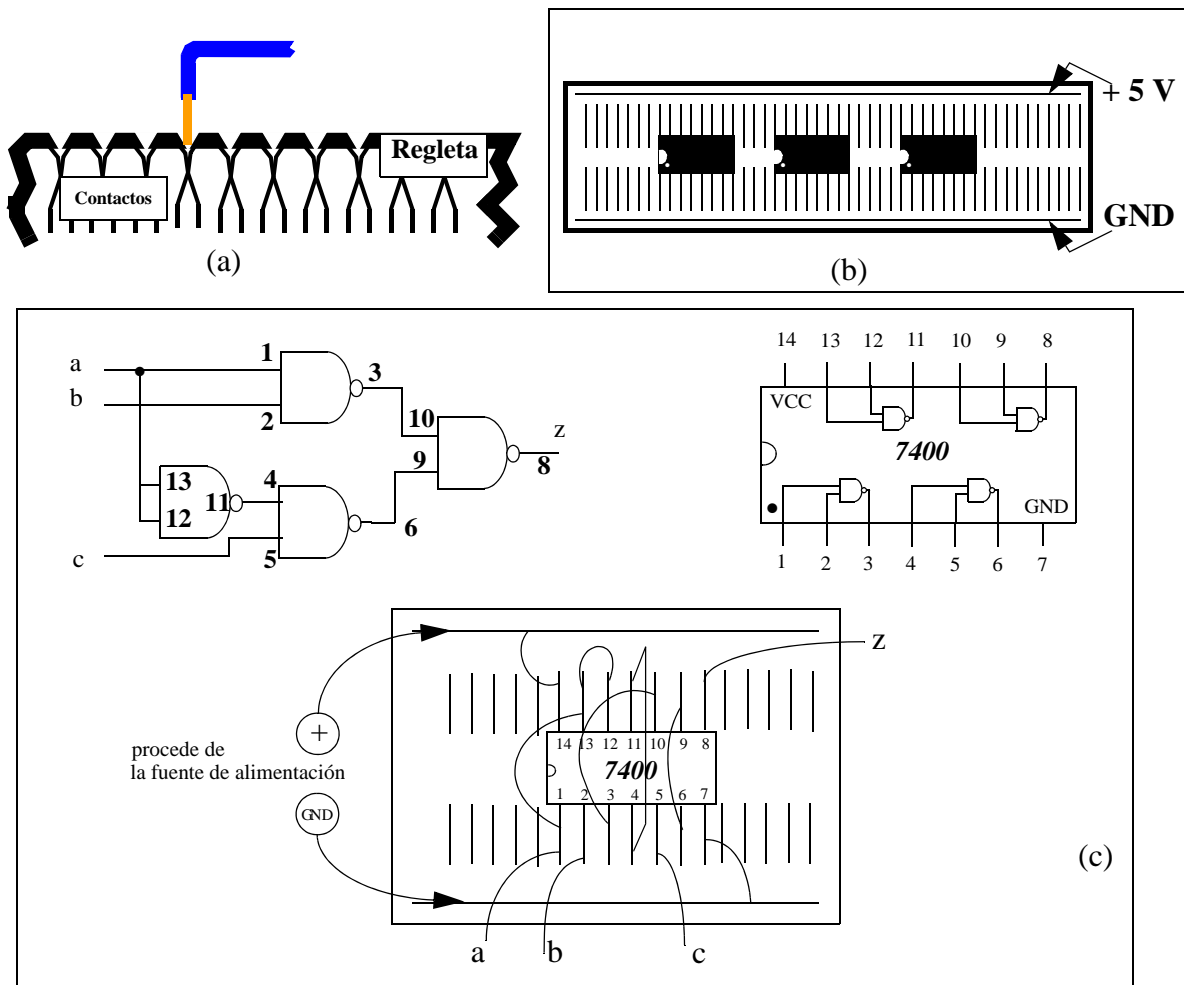 Regleta
Contactos
(a)
+ 5 V
GND
(b)
a
b
c
1
2
3
13
12
11
4
5
6
10
9
8
z
14 13 12 11 10 9 8
VCC
7400
GND
1 2 3 4 5 6 7
z
+
procede de
la fuente de alimentación
GND
14 13 12 11 10 9 8
7400
1 2 3 4 5 6 7
a b c
(c)